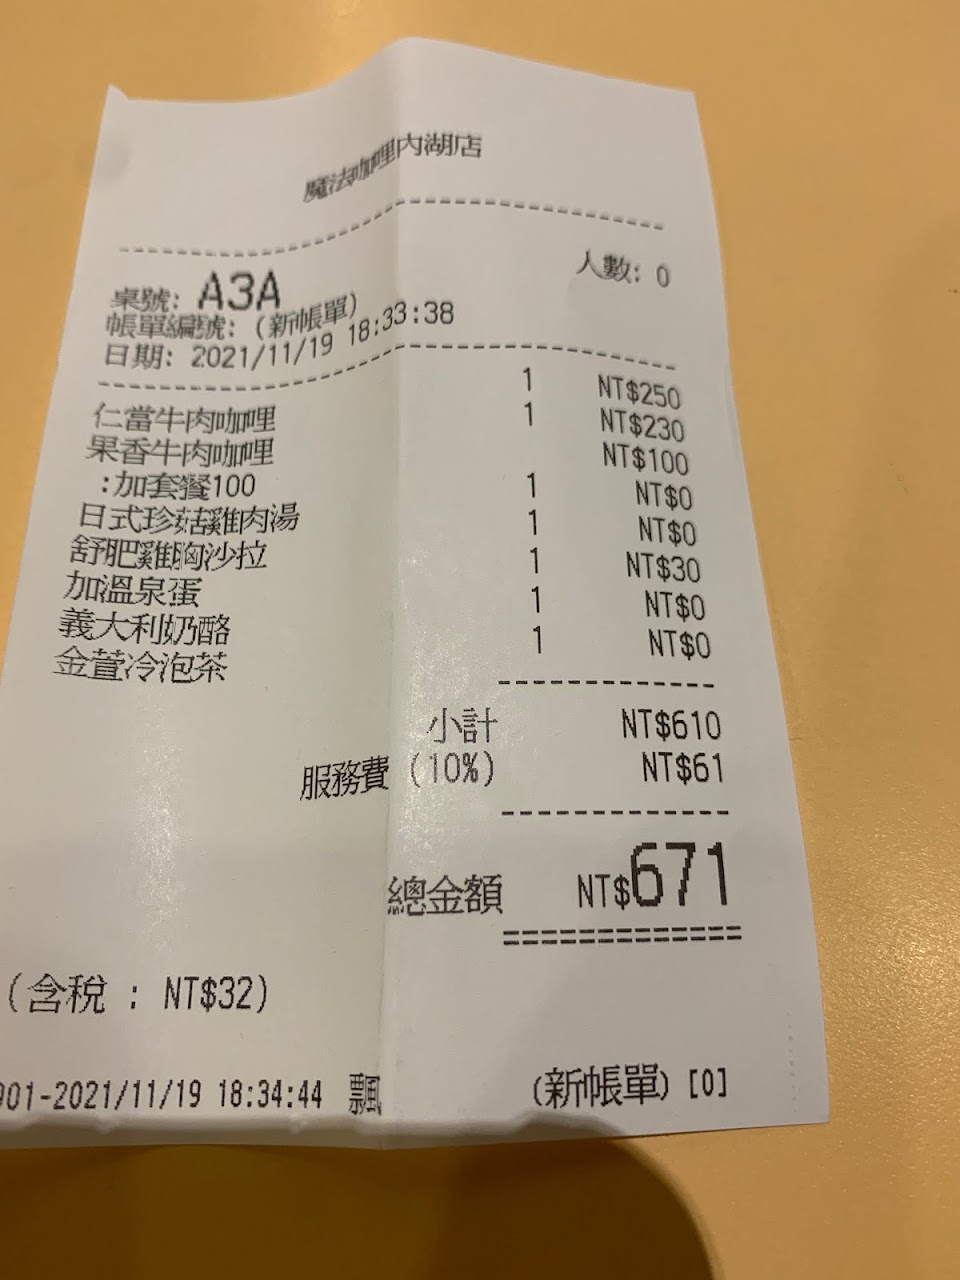 魔法咖哩內湖店
人數: 0
桌號: A3A
帳單編號: (新帳單)
日期: 2021/11/19 18:33:38
仁當牛肉咖哩 1 NT$250
果香牛肉咖哩 1 NT$230
:加套餐100 NT$100
日式珍菇雞肉湯 1 NT$0
舒肥雞胸沙拉 1 NT$0
加溫泉蛋 1 NT$30
義大利奶酪 1 NT$0
金萱冷泡茶 1 NT$0
小計 NT$610
服務費 (10%) NT$61
總金額 NT$671
(含稅 : NT$32)
001-2021/11/19 18:34:44 飄 (新帳單) [0]